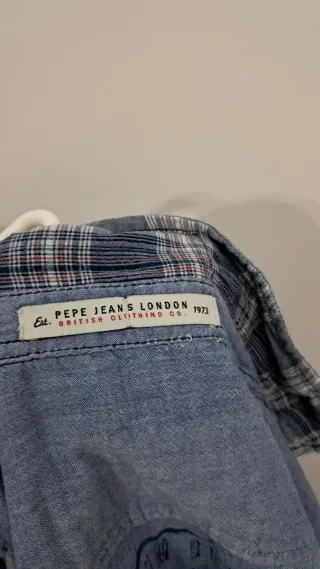 PEPE JEANS LONDON
Est. BRITISH CLOTHING CO. 1973